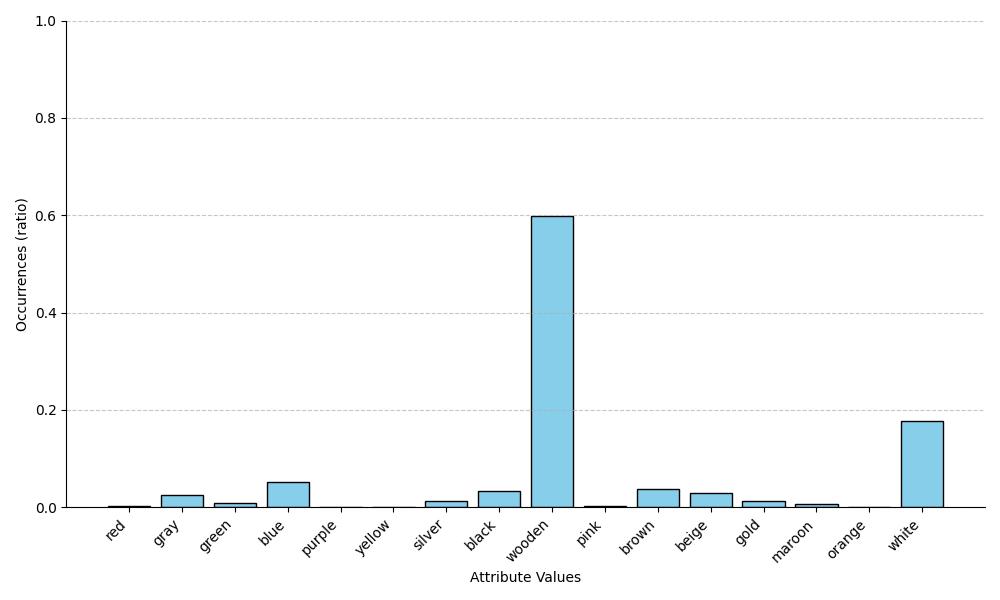 1.0
0.8
0.6
0.4
0.2
0.0
Occurrences (ratio)
red gray green blue purple yellow silver black wooden pink brown beige gold maroon orange white
Attribute Values